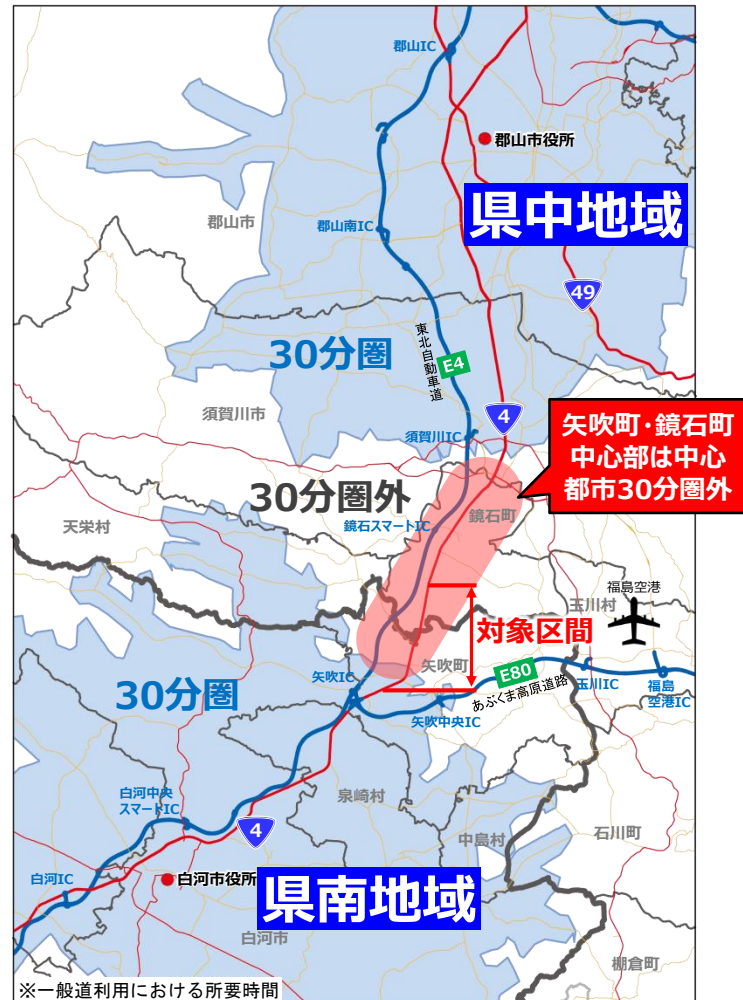 郡山IC
郡山市役所
県中地域
郡山市
郡山南IC
49
30分圏
東北自動車道
E4
須賀川市
4
須賀川IC
矢吹町・鏡石町
中心部は中心
都市30分圏外
30分圏外
鏡石町
天栄村
鏡石スマートIC
福島空港
玉川村
対象区間
矢吹町
矢吹IC
E80
玉川IC
福島
空港IC
あぶくま高原道路
矢吹中央IC
30分圏
白河中央
スマートIC
泉崎村
4
中島村
石川町
白河IC
白河市役所
県南地域
白河市
棚倉町
※一般道利用における所要時間